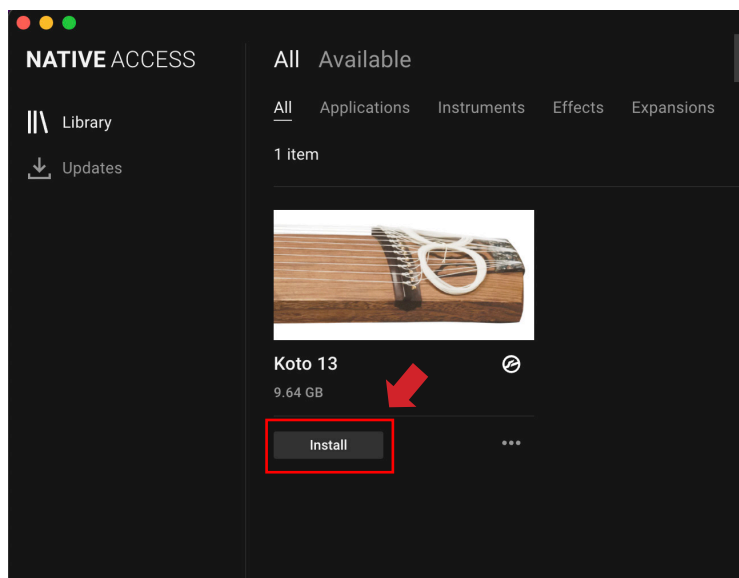 NATIVE ACCESS
Library
Updates
All Available
All Applications Instruments Effects Expansions
1 item
Koto 13
9.64 GB
Install